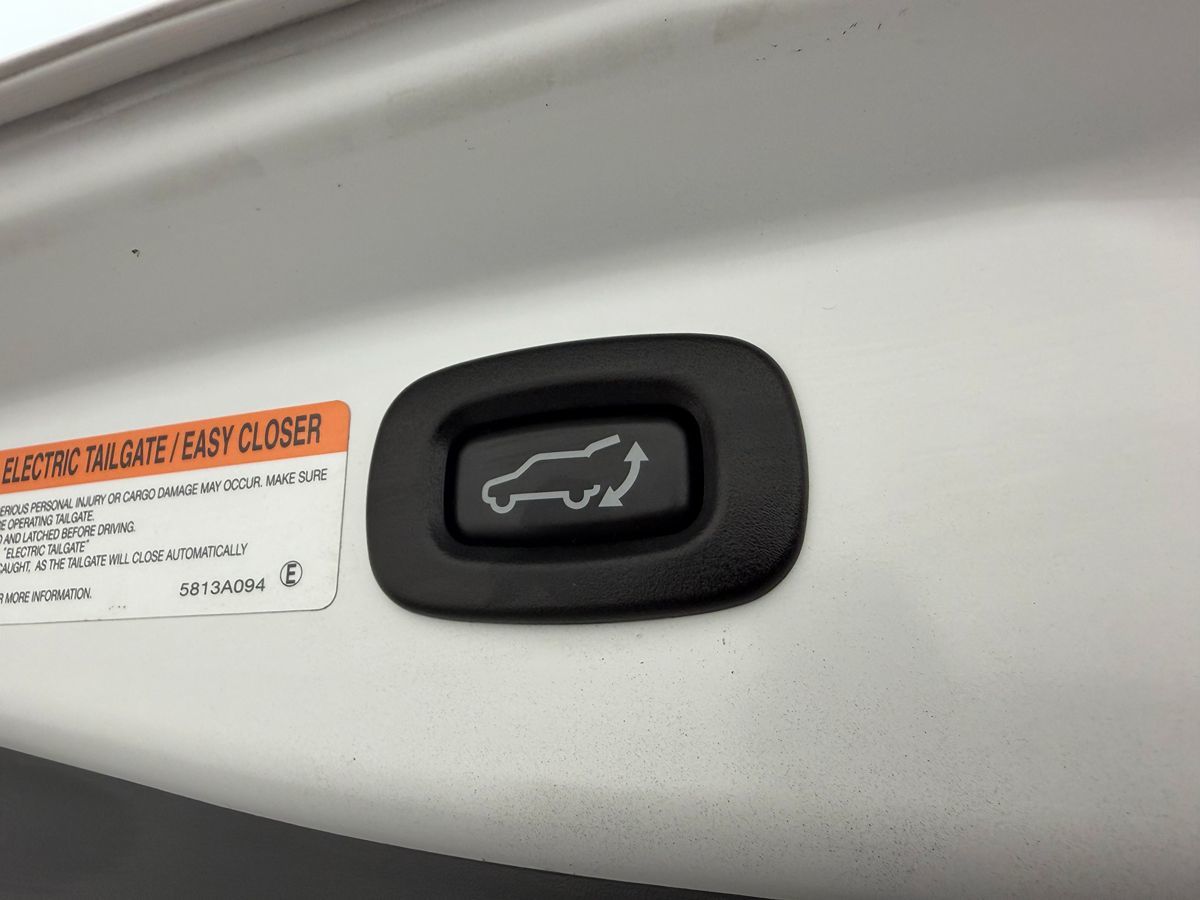 ELECTRIC TAILGATE / EASY CLOSER
PERSONAL INJURY OR CARGO DAMAGE MAY OCCUR. MAKE SURE
OPERATING TAILGATE.
AND LATCHED BEFORE DRIVING.
"ELECTRIC TAILGATE"
CAUGHT, AS THE TAILGATE WILL CLOSE AUTOMATICALLY
MORE INFORMATION.
5813A094 E